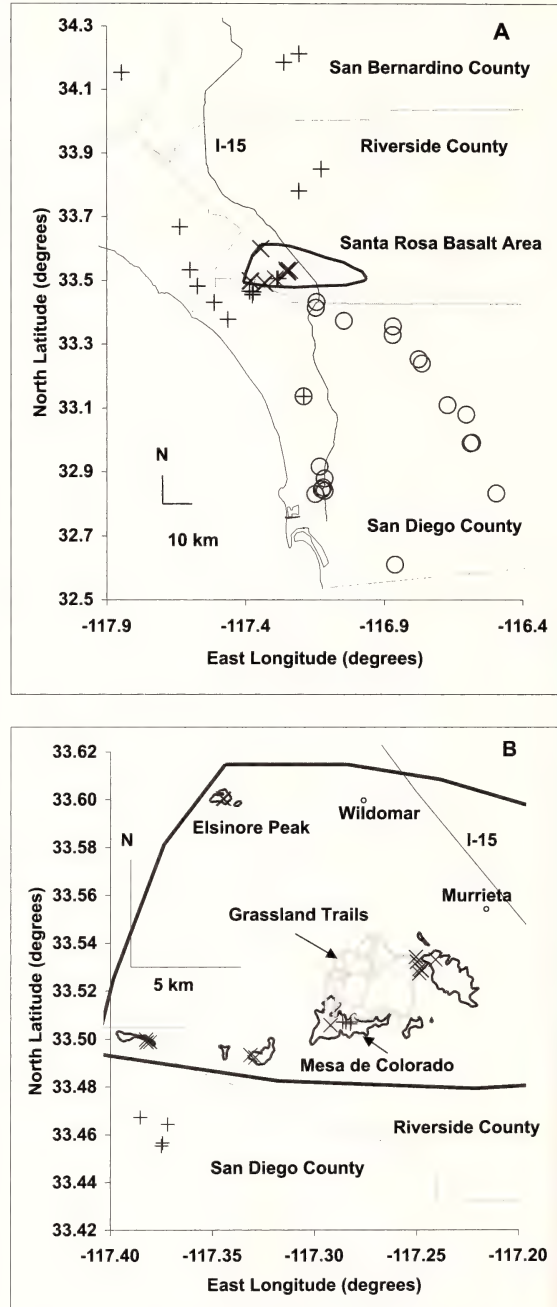 A
34.3
34.1
33.9
33.7
33.5
33.3
33.1
32.9
32.7
32.5
North Latitude (degrees)
San Bernardino County
I-15
Riverside County
Santa Rosa Basalt Area
N
10 km
San Diego County
-117.9 -117.4 -116.9 -116.4
East Longitude (degrees)
B
33.62
33.60
33.58
33.56
33.54
33.52
33.50
33.48
33.46
33.44
33.42
North Latitude (degrees)
Elsinore Peak
Wildomar
I-15
N
Murrieta
Grassland Trails
5 km
Mesa de Colorado
Riverside County
San Diego County
-117.40 -117.35 -117.30 -117.25 -117.20
East Longitude (degrees)